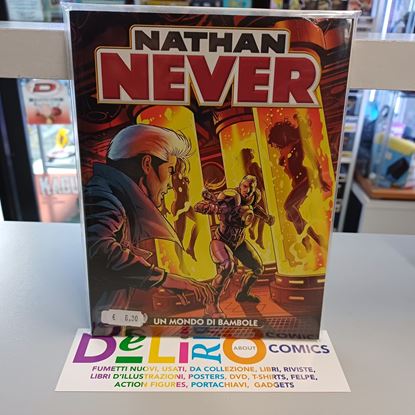 NATHAN
NEVER
€ 6,30
UN MONDO DI BAMBOLE
DeLiRO ABOUT COMICS
FUMETTI NUOVI, USATI, DA COLLEZIONE, LIBRI, RIVISTE,
LIBRI D'ILLUSTRAZIONI, POSTERS, DVD, T-SHIRTS, FELPE,
ACTION FIGURES, PORTACHIAVI, GADGETS